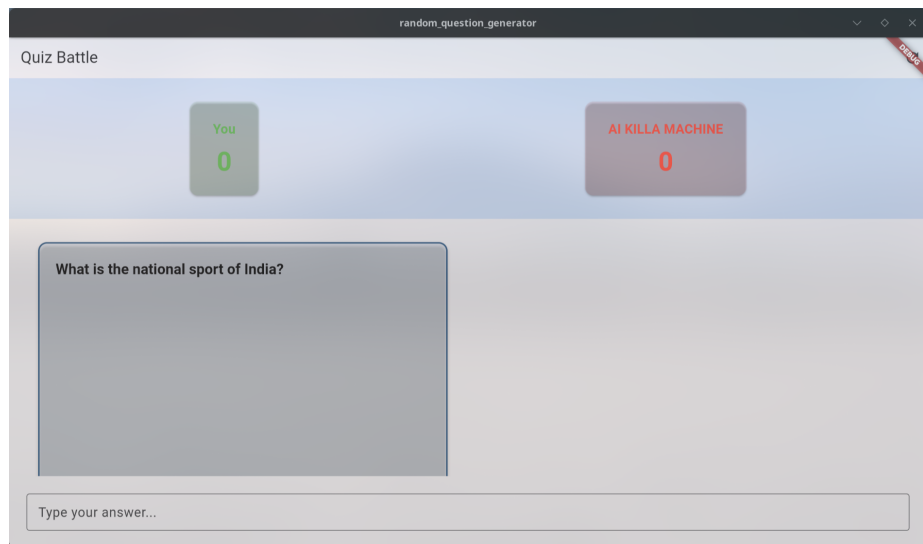 random_question_generator
Quiz Battle
DEBUG
You
0
AI KILLA MACHINE
0
What is the national sport of India?
Type your answer...